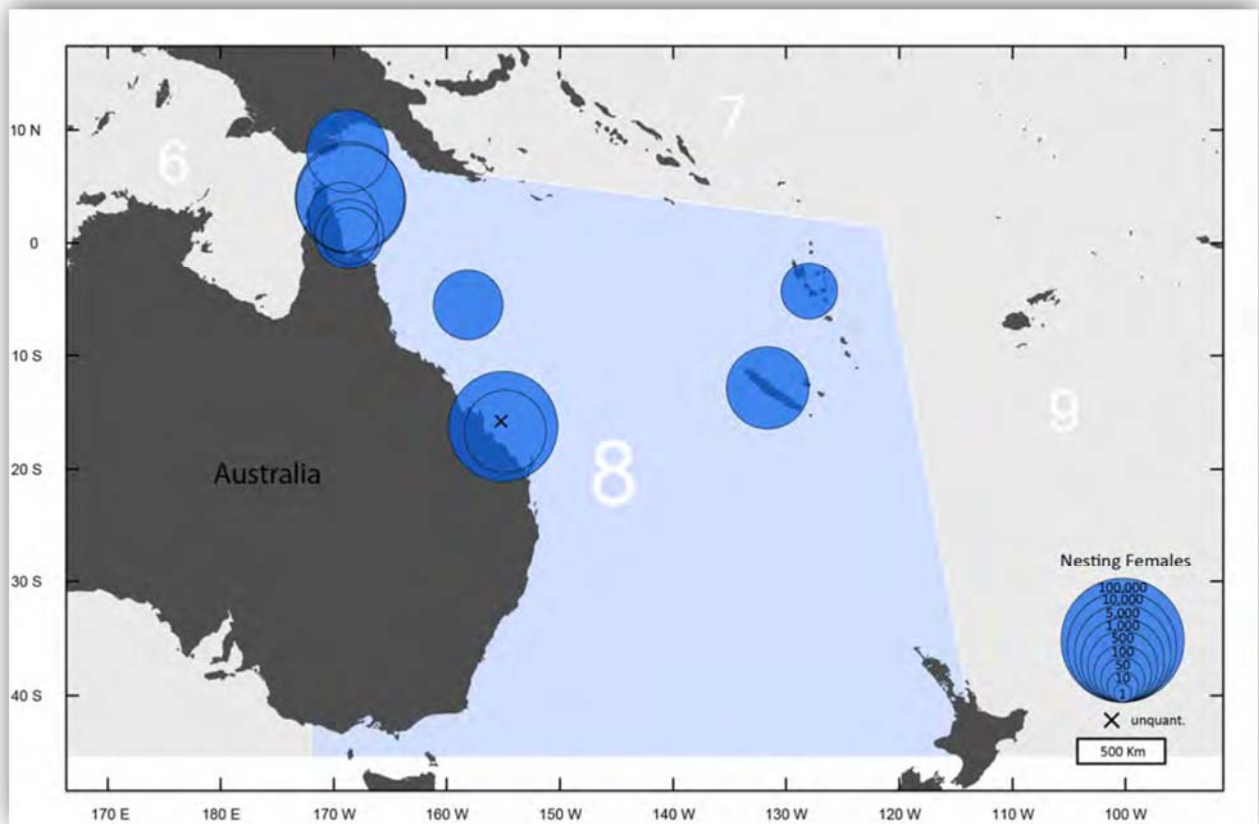 7
10 N
6
0
10 S
9
8
Australia
20 S
30 S
Nesting Females
100,000
10,000
5,000
1,000
500
100
50
10
1
40 S
× unquant.
500 Km
170 E
180 E
170 W
160 W
150 W
140 W
130 W
120 W
110 W
100 W